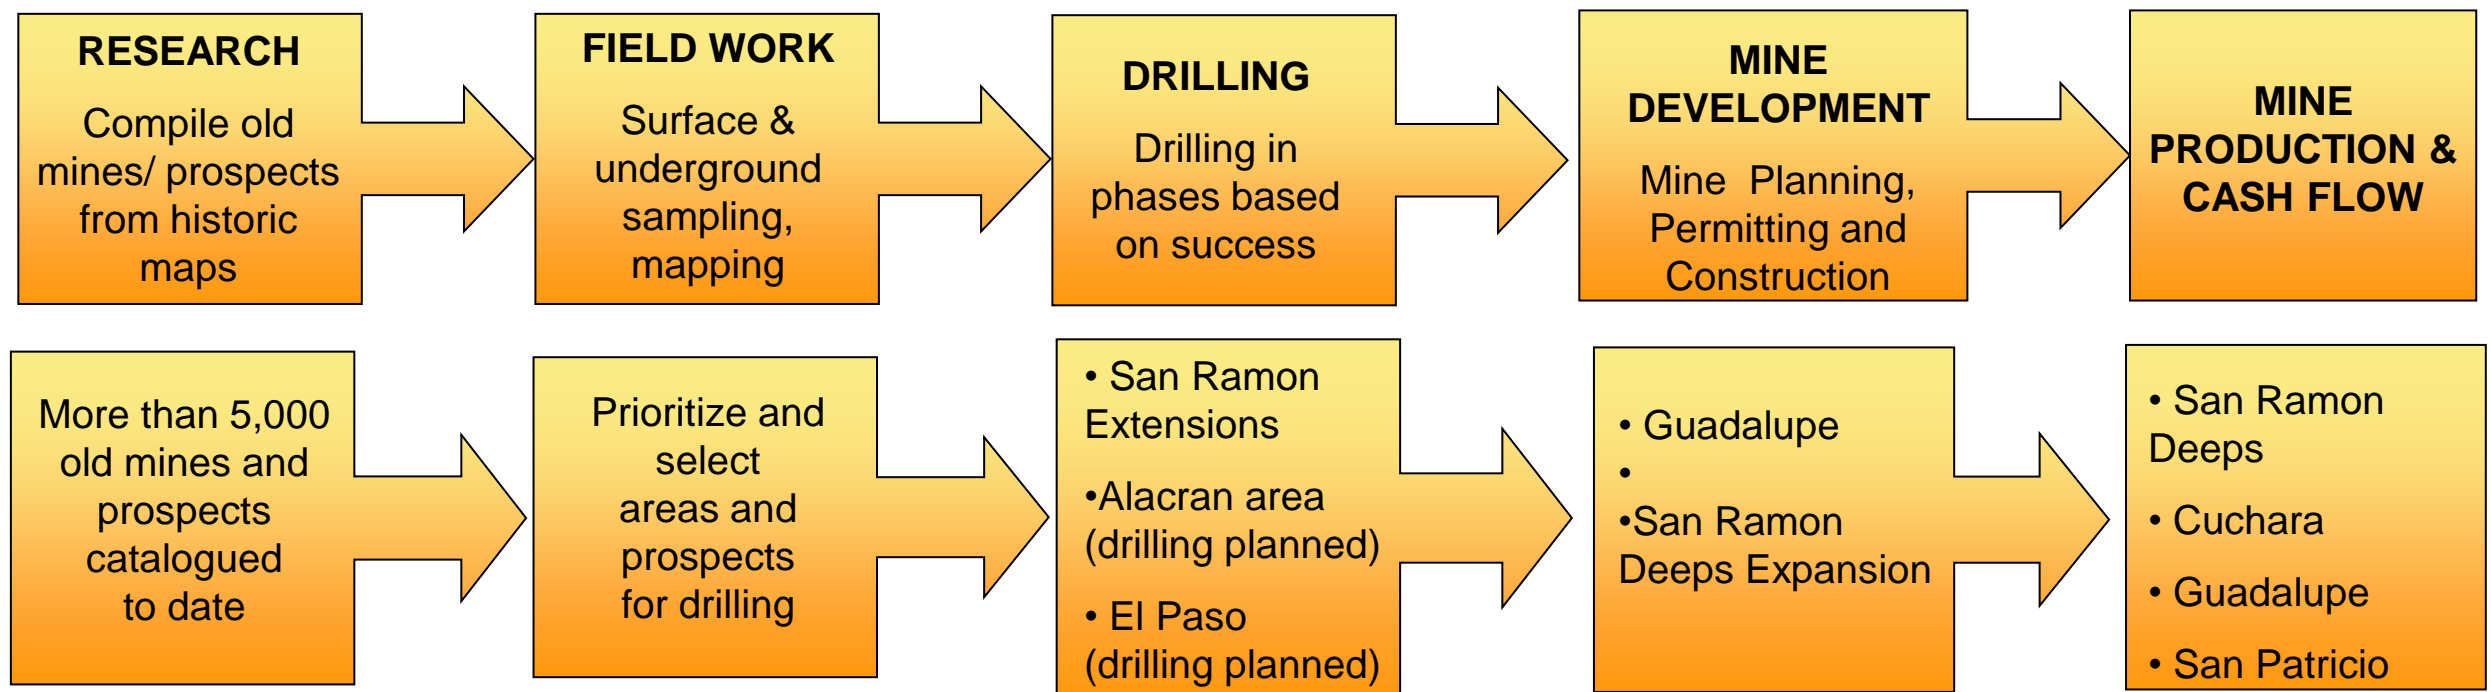 RESEARCH
Compile old
mines/ prospects
from historic
maps
FIELD WORK
Surface &
underground
sampling,
mapping
DRILLING
Drilling in
phases based
on success
MINE
DEVELOPMENT
Mine  Planning,
Permitting and
Construction
MINE
PRODUCTION &
CASH FLOW
More than 5,000
old mines and
prospects
catalogued
to date
Prioritize and
select
areas and
prospects
for drilling
• San Ramon
Extensions
•Alacran area
(drilling planned)
• El Paso
(drilling planned)
• Guadalupe
•
•San Ramon
Deeps Expansion
• San Ramon
Deeps
• Cuchara
• Guadalupe
• San Patricio